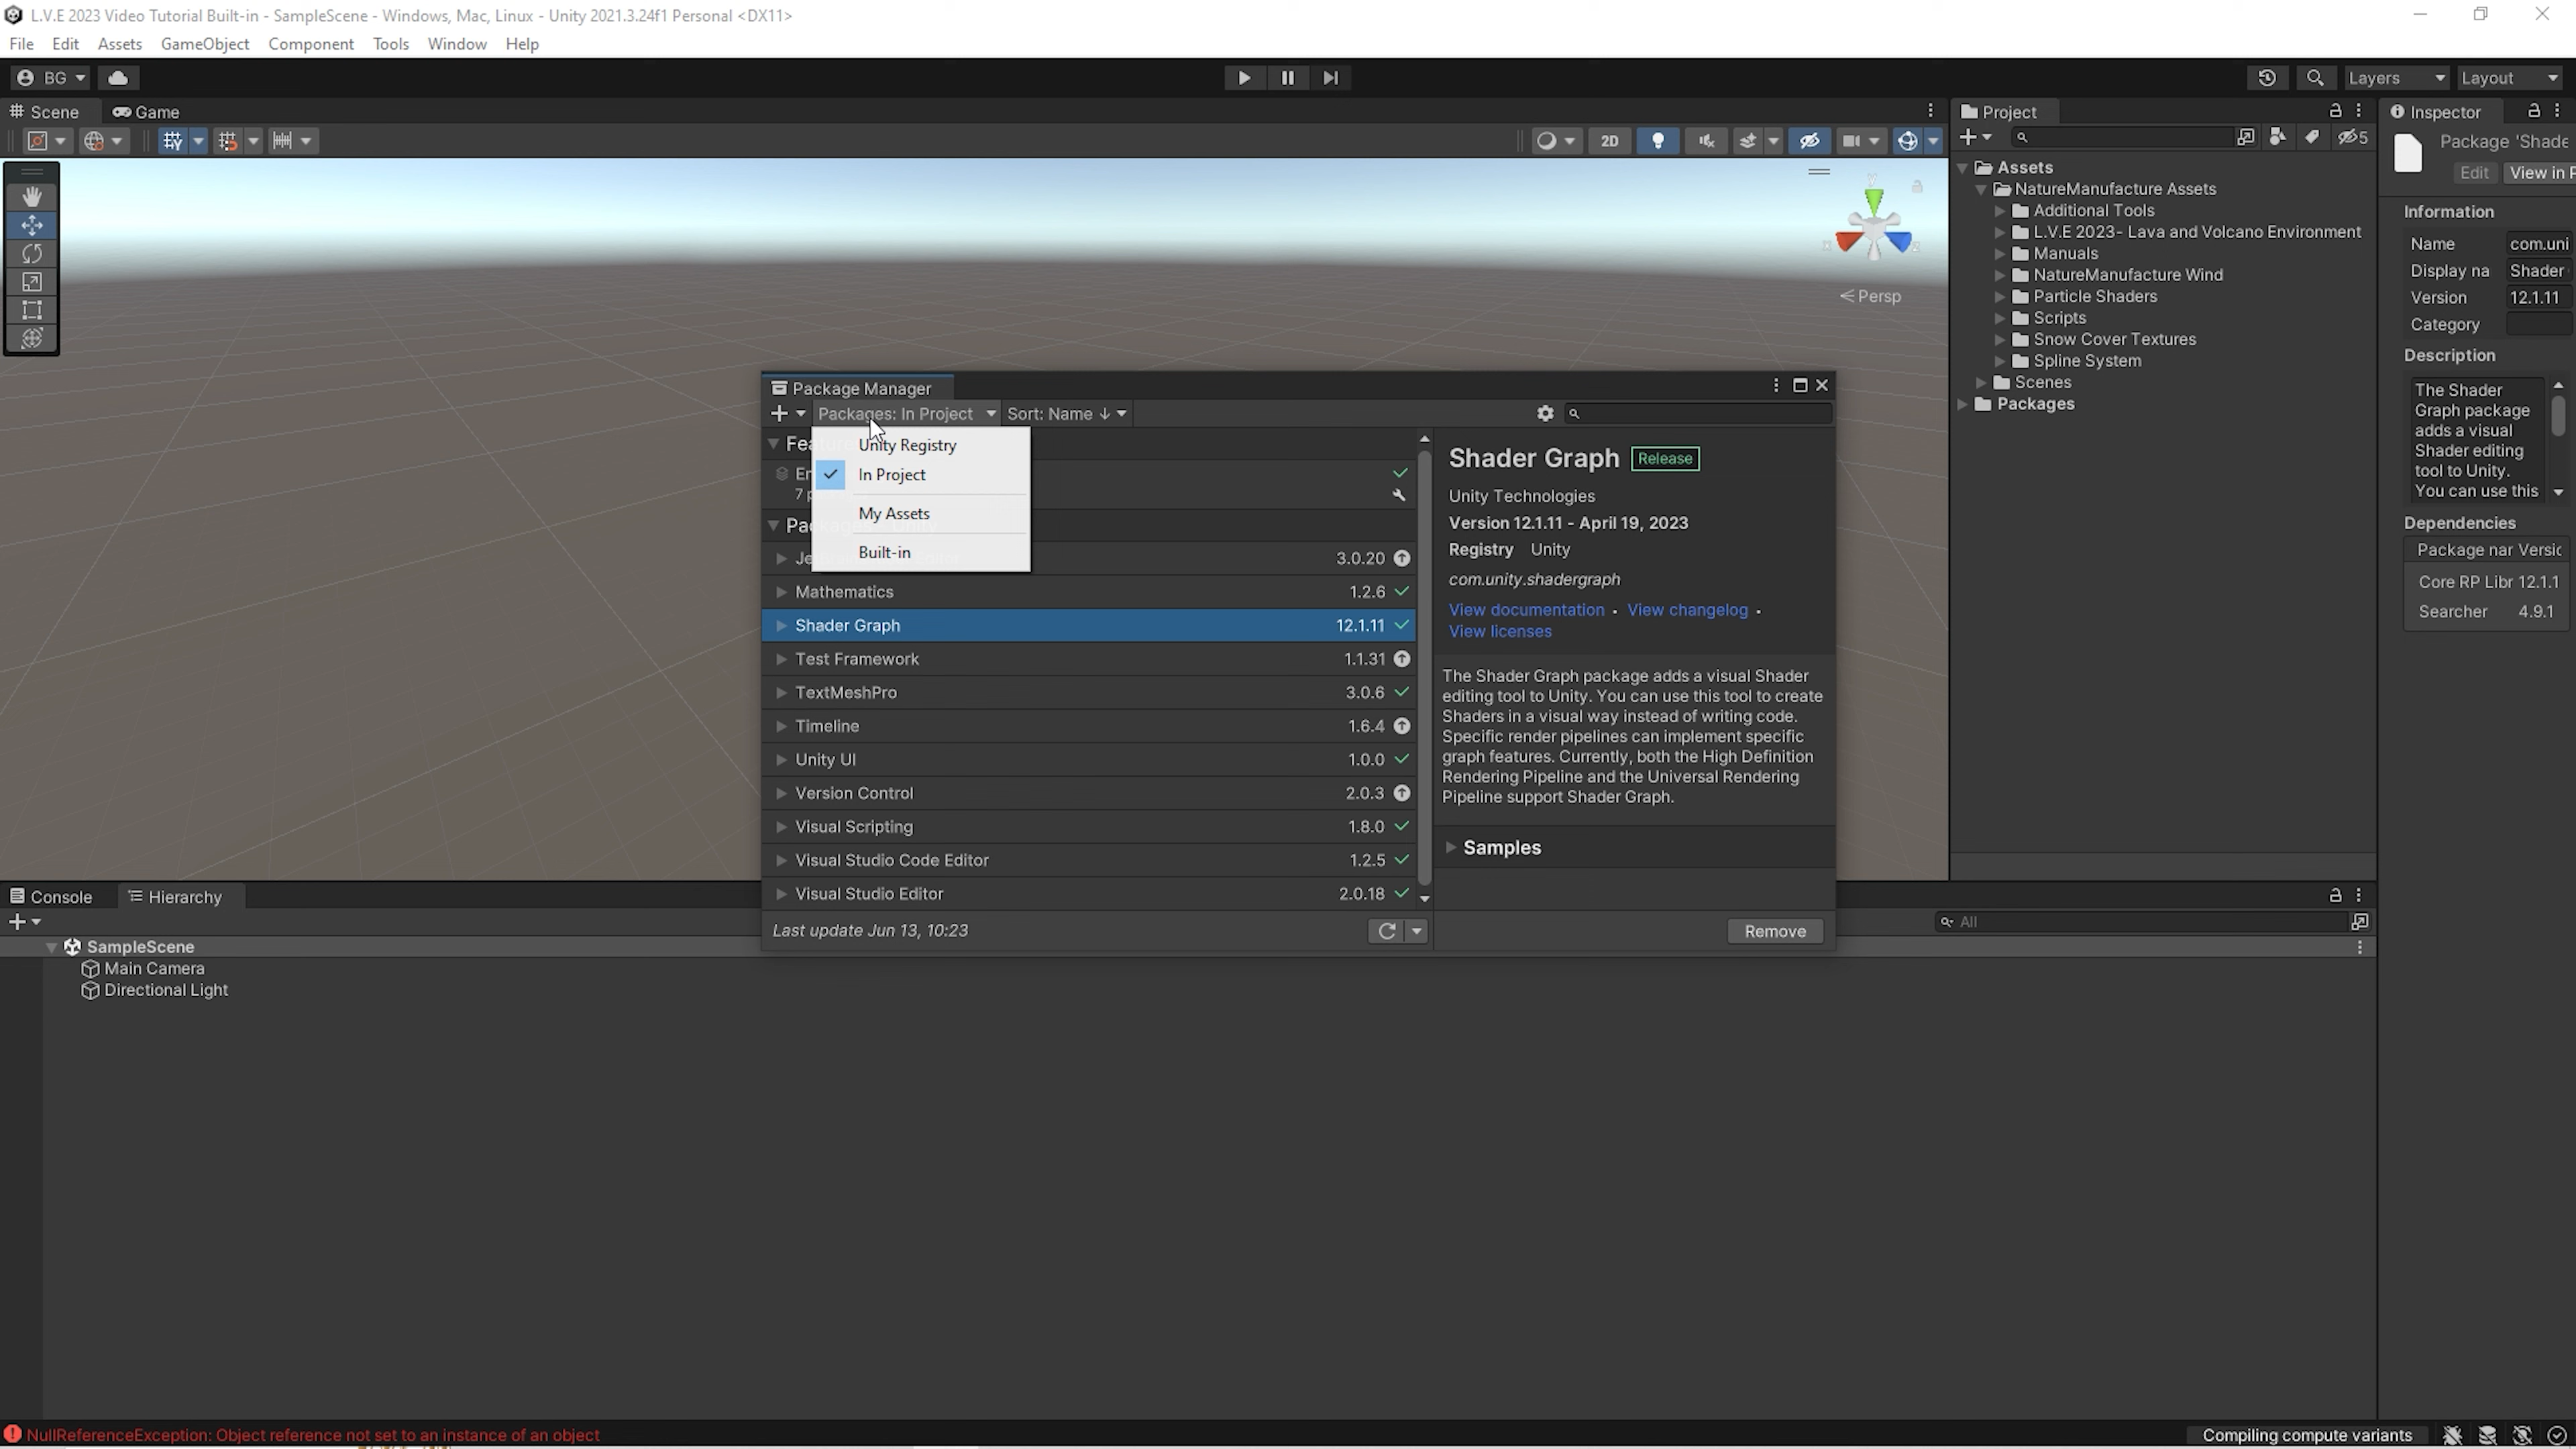 L.V.E 2023 Video Tutorial Built-in - SampleScene - Windows, Mac, Linux - Unity 2021.3.24f1 Personal <DX11>
File Edit Assets GameObject Component Tools Window Help
BG
Layers Layout
Scene Game
2D
y
x
z
Persp
Project
5
Assets
NatureManufacture Assets
Additional Tools
L.V.E 2023- Lava and Volcano Environment
Manuals
NatureManufacture Wind
Particle Shaders
Scripts
Snow Cover Textures
Spline System
Scenes
Packages
Inspector
Package 'Shade
Edit View in P
Information
Name com.uni
Display na Shader
Version 12.1.11
Category
Description
The Shader
Graph package
adds a visual
Shader editing
tool to Unity.
You can use this
Dependencies
Package nar Versic
Core RP Libr 12.1.1
Searcher 4.9.1
Package Manager
Packages: In Project Sort: Name ↓
Unity Registry
In Project
My Assets
Built-in
Mathematics 1.2.6
3.0.20
Shader Graph 12.1.11
Test Framework 1.1.31
TextMeshPro 3.0.6
Timeline 1.6.4
Unity UI 1.0.0
Version Control 2.0.3
Visual Scripting 1.8.0
Visual Studio Code Editor 1.2.5
Visual Studio Editor 2.0.18
Last update Jun 13, 10:23
Shader Graph Release
Unity Technologies
Version 12.1.11 - April 19, 2023
Registry Unity
com.unity.shadergraph
View documentation • View changelog •
View licenses
The Shader Graph package adds a visual Shader
editing tool to Unity. You can use this tool to create
Shaders in a visual way instead of writing code.
Specific render pipelines can implement specific
graph features. Currently, both the High Definition
Rendering Pipeline and the Universal Rendering
Pipeline support Shader Graph.
Samples
Remove
Console Hierarchy
All
SampleScene
Main Camera
Directional Light
NullReferenceException: Object reference not set to an instance of an object
Compiling compute variants